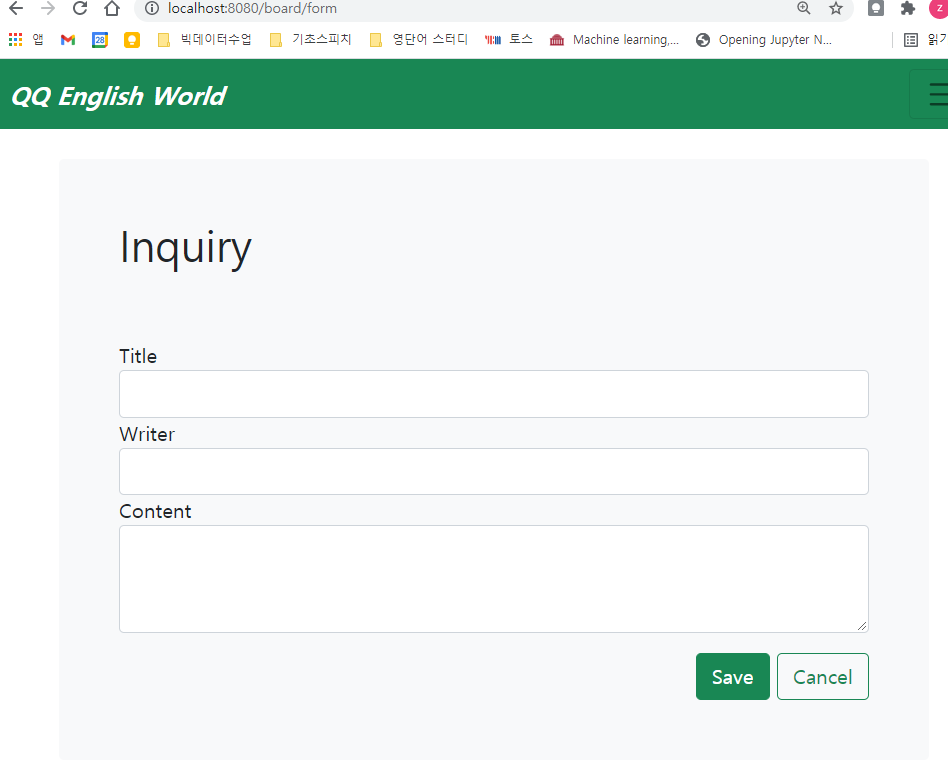 localhost:8080/board/form
z
앱 28 빅데이터수업 기초스피치 영단어 스터디 토스 Machine learning,... Opening Jupyter N...
QQ English World
Inquiry
Title
Writer
Content
Save Cancel